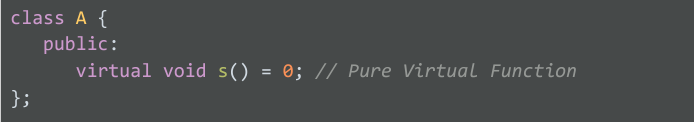 class A {
   public:
      virtual void s() = 0; // Pure Virtual Function
};